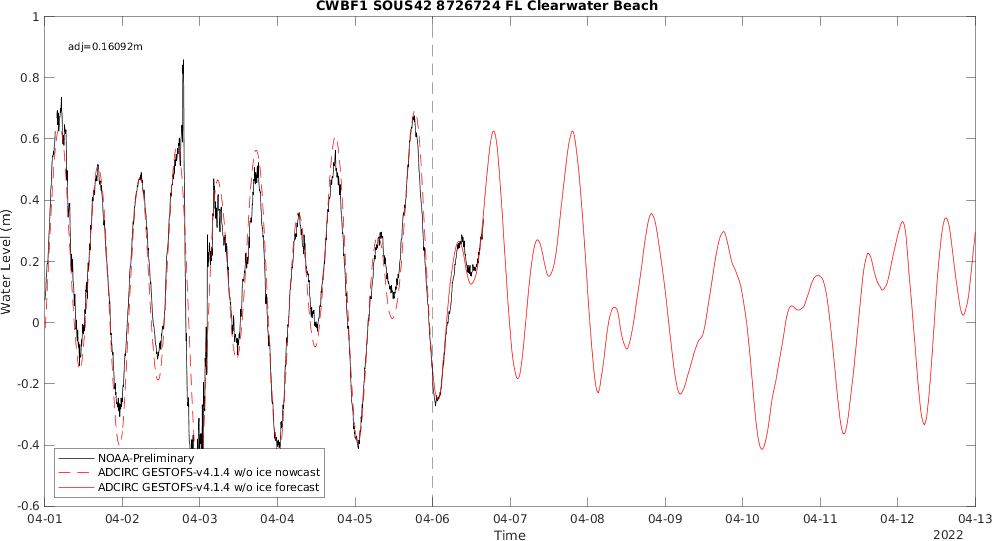 CWBF1 SOUS42 8726724 FL Clearwater Beach
1
adj=0.16092m
0.8
0.6
0.4
0.2
0
-0.2
-0.4
-0.6
Water Level (m)
NOAA-Preliminary
ADCIRC GESTOFS-v4.1.4 w/o ice nowcast
ADCIRC GESTOFS-v4.1.4 w/o ice forecast
04-01 04-02 04-03 04-04 04-05 04-06 04-07 04-08 04-09 04-10 04-11 04-12 04-13
Time
2022